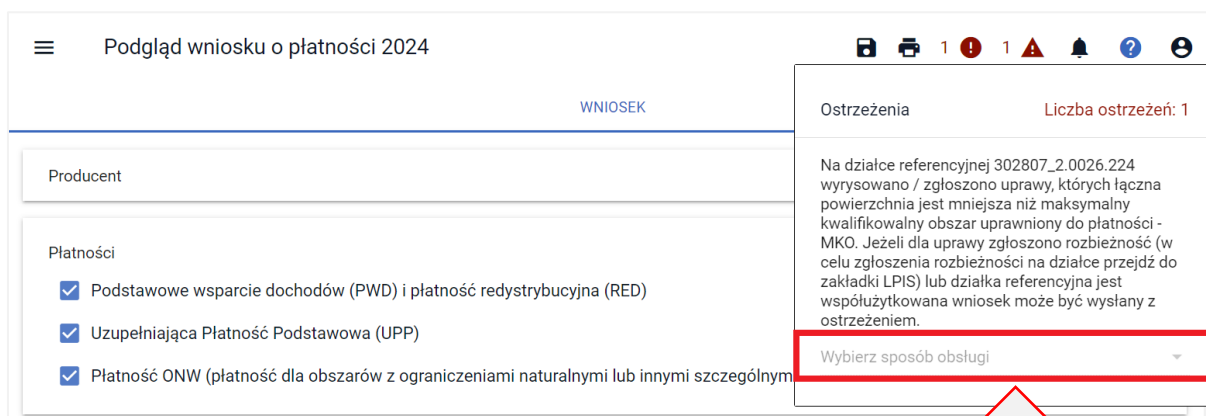 Podgląd wniosku o płatności 2024
1
1
WNIOSEK
Producent
Płatności
Podstawowe wsparcie dochodów (PWD) i płatność redystrybucyjna (RED)
Uzupełniająca Płatność Podstawowa (UPP)
Płatność ONW (płatność dla obszarów z ograniczeniami naturalnymi lub innymi szczególnym
Ostrzeżenia
Liczba ostrzeżeń: 1
Na działce referencyjnej 302807_2.0026.224
wyrysowano / zgłoszono uprawy, których łączna
powierzchnia jest mniejsza niż maksymalny
kwalifikowalny obszar uprawniony do płatności -
MKO. Jeżeli dla uprawy zgłoszono rozbieżność (w
celu zgłoszenia rozbieżności na działce przejdź do
zakładki LPIS) lub działka referencyjna jest
współużytkowana wniosek może być wysłany z
ostrzeżeniem.
Wybierz sposób obsługi